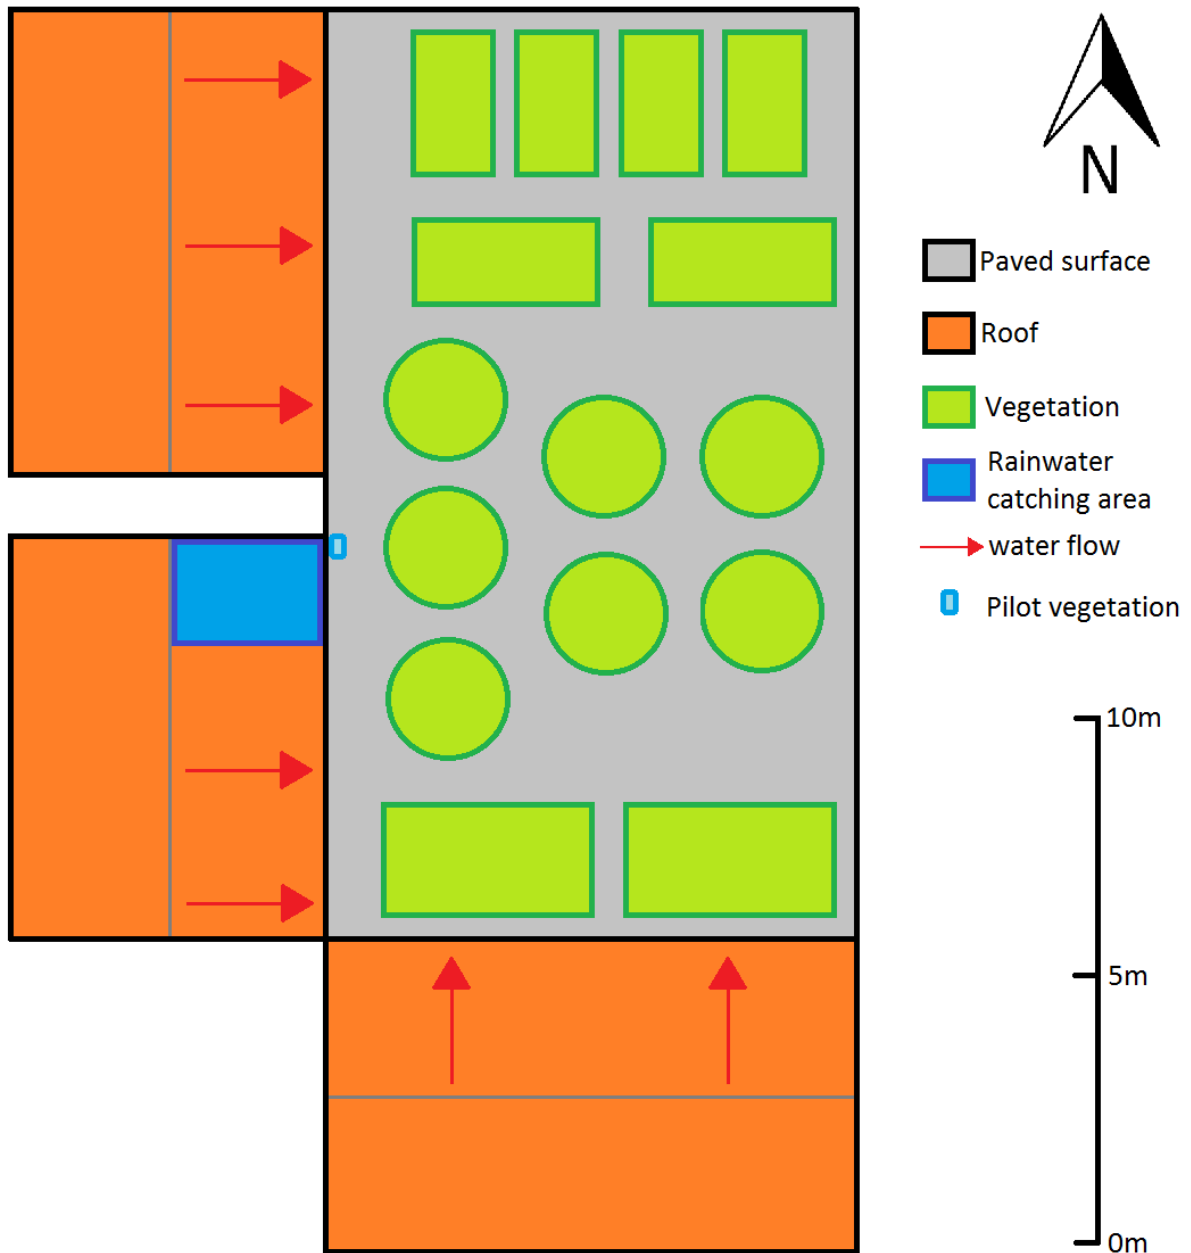 N
Paved surface
Roof
Vegetation
Rainwater
catching area
water flow
Pilot vegetation
10m
5m
0m